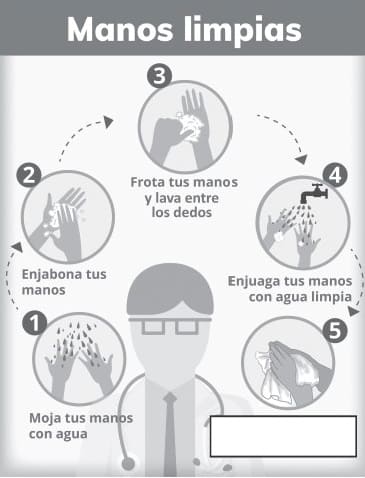 Manos limpias
3
Frota tus manos
y lava entre
los dedos
2
Enjabona tus
manos
4
Enjuaga tus manos
con agua limpia
1
Moja tus manos
con agua
5